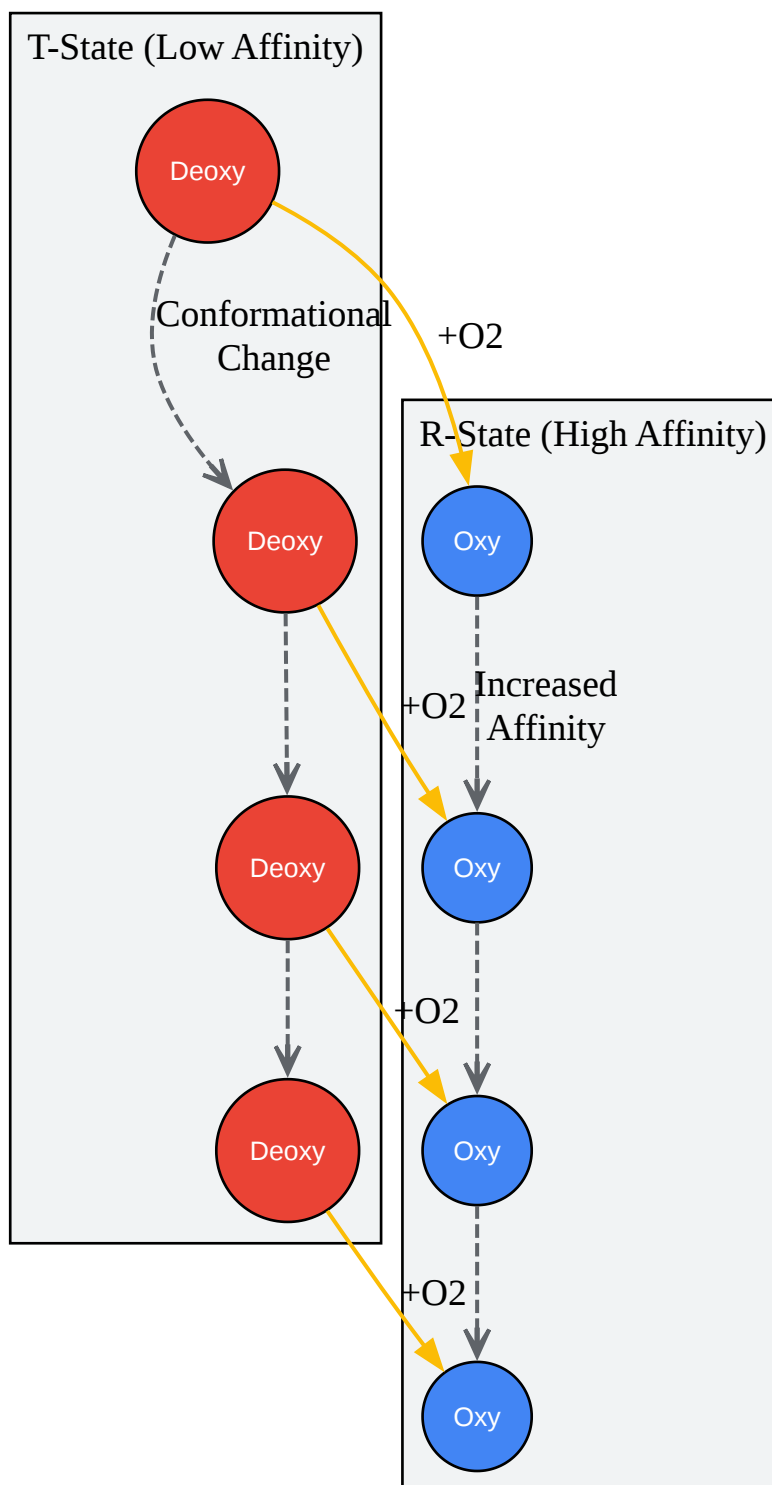 T-State (Low Affinity)
Deoxy
Conformational
Change
+O2
R-State (High Affinity)
Deoxy
Oxy
+O2
Increased
Affinity
Deoxy
Oxy
+O2
Deoxy
Oxy
+O2
Oxy